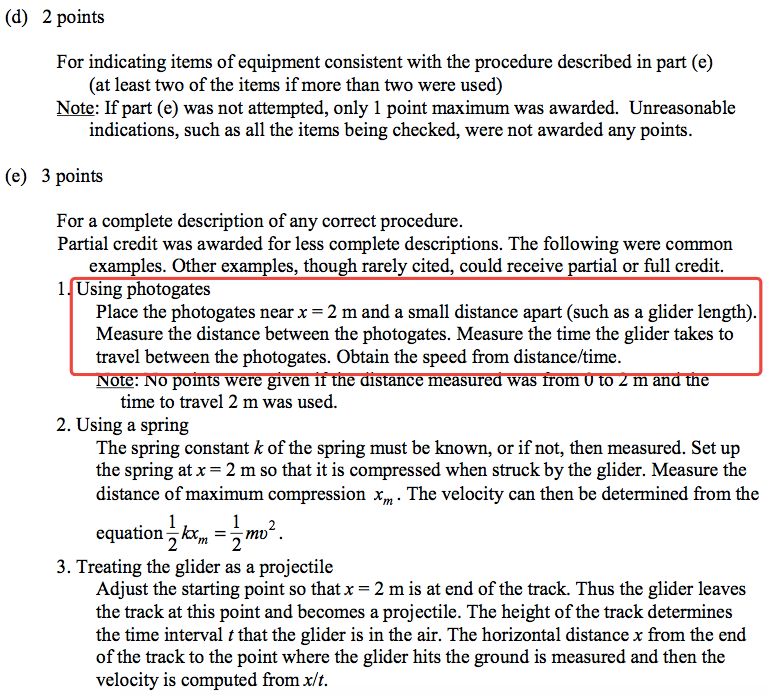 (d) 2 points
For indicating items of equipment consistent with the procedure described in part (e)
(at least two of the items if more than two were used)
Note: If part (e) was not attempted, only 1 point maximum was awarded. Unreasonable
indications, such as all the items being checked, were not awarded any points.
(e) 3 points
For a complete description of any correct procedure.
Partial credit was awarded for less complete descriptions. The following were common
examples. Other examples, though rarely cited, could receive partial or full credit.
1. Using photogates
Place the photogates near x = 2 m and a small distance apart (such as a glider length).
Measure the distance between the photogates. Measure the time the glider takes to
travel between the photogates. Obtain the speed from distance/time.
Note: No points were given if the distance measured was from 0 to 2 m and the
time to travel 2 m was used.
2. Using a spring
The spring constant k of the spring must be known, or if not, then measured. Set up
the spring at x = 2 m so that it is compressed when struck by the glider. Measure the
distance of maximum compression xₘ. The velocity can then be determined from the
equation 1/2 kxₘ = 1/2 mυ².
3. Treating the glider as a projectile
Adjust the starting point so that x = 2 m is at end of the track. Thus the glider leaves
the track at this point and becomes a projectile. The height of the track determines
the time interval t that the glider is in the air. The horizontal distance x from the end
of the track to the point where the glider hits the ground is measured and then the
velocity is computed from x/t.